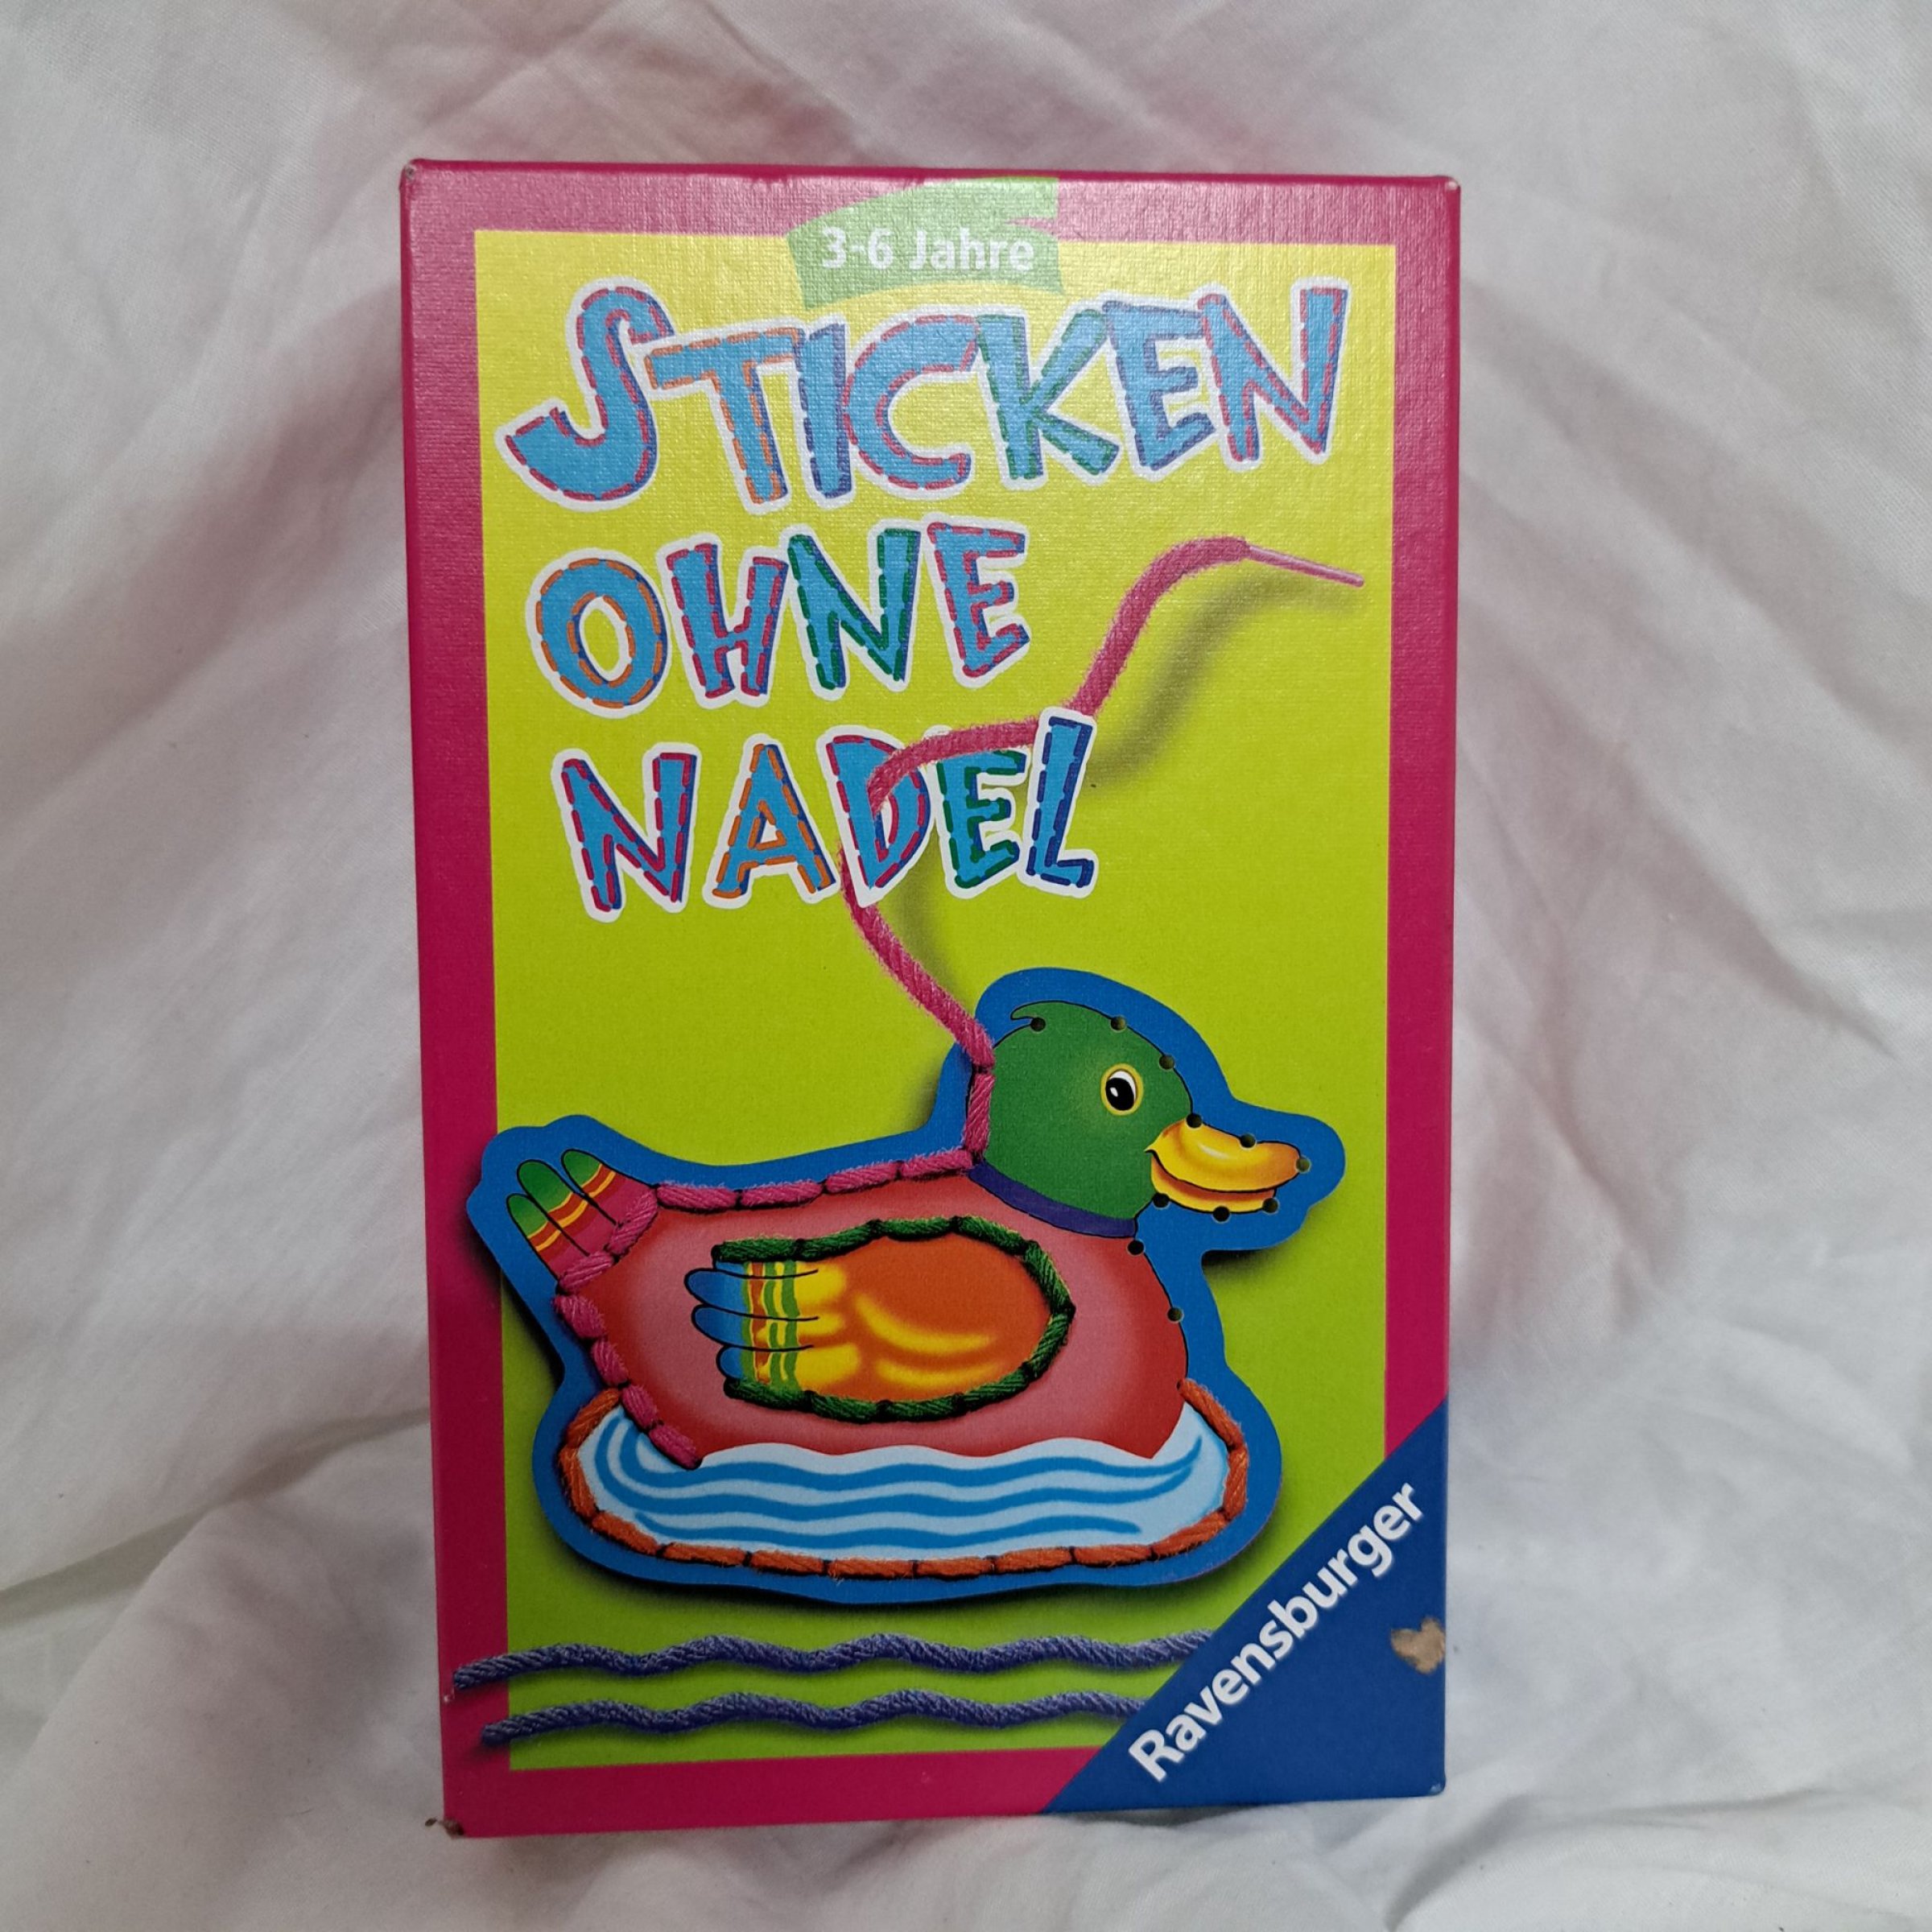 3-6 Jahre
STICKEN
OHNE
NADEL
Ravensburger